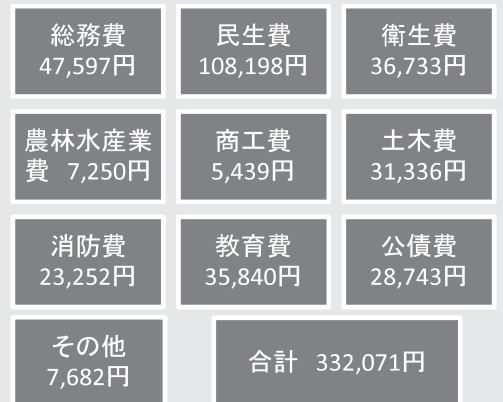 総務費
47,597円
民生費
108,198円
衛生費
36,733円
農林水産業
費 7,250円
商工費
5,439円
土木費
31,336円
消防費
23,252円
教育費
35,840円
公債費
28,743円
その他
7,682円
合計 332,071円